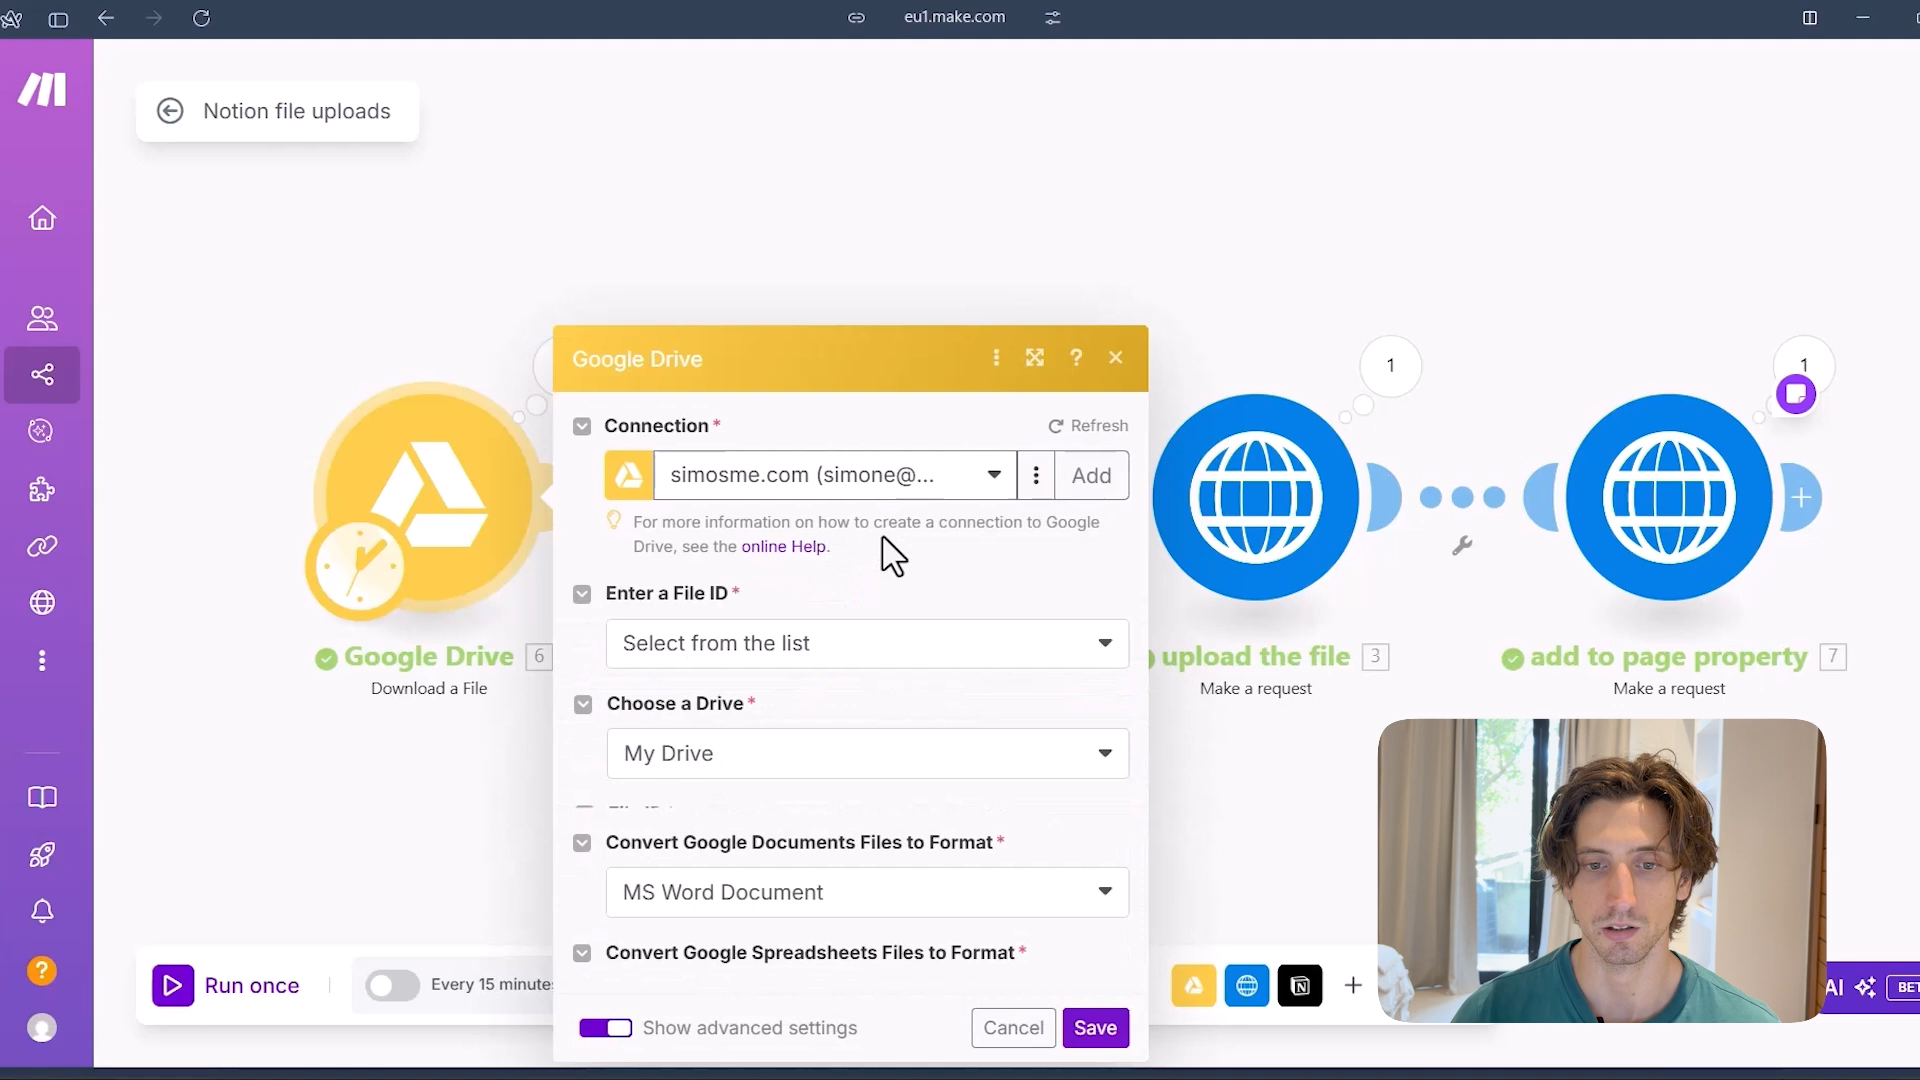 eu1.make.com
Notion file uploads
Google Drive
?
Connection*
Refresh
simosme.com (simone@...
Add
For more information on how to create a connection to Google
Drive, see the online Help.
Enter a File ID*
Select from the list
Choose a Drive*
My Drive
Convert Google Documents Files to Format*
MS Word Document
Convert Google Spreadsheets Files to Format*
Show advanced settings
Cancel
Save
1
1
Google Drive 6
Download a File
upload the file 3
Make a request
add to page property 7
Make a request
Run once
Every 15 minutes
AI
BET
?